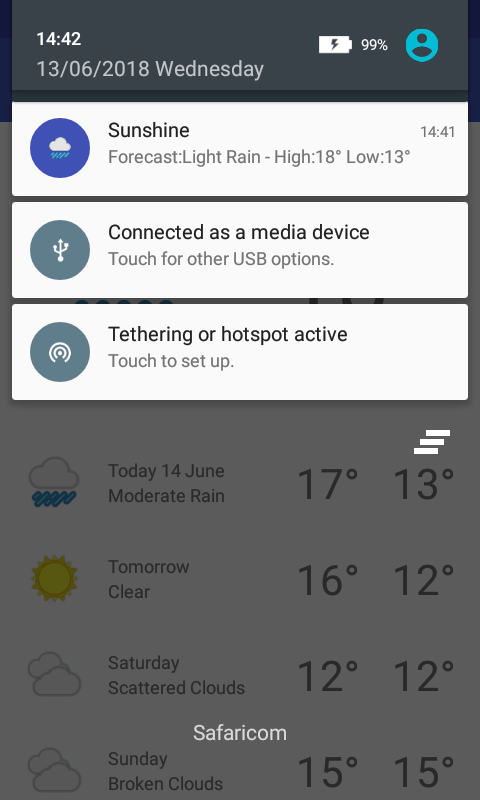 14:42
99%
13/06/2018 Wednesday
Sunshine
14:41
Forecast:Light Rain - High:18° Low:13°
Connected as a media device
Touch for other USB options.
Tethering or hotspot active
Touch to set up.
Today 14 June
Moderate Rain
17° 13°
Tomorrow
Clear
16° 12°
Saturday
Scattered Clouds
12° 12°
Safaricom
Sunday
Broken Clouds
15° 15°